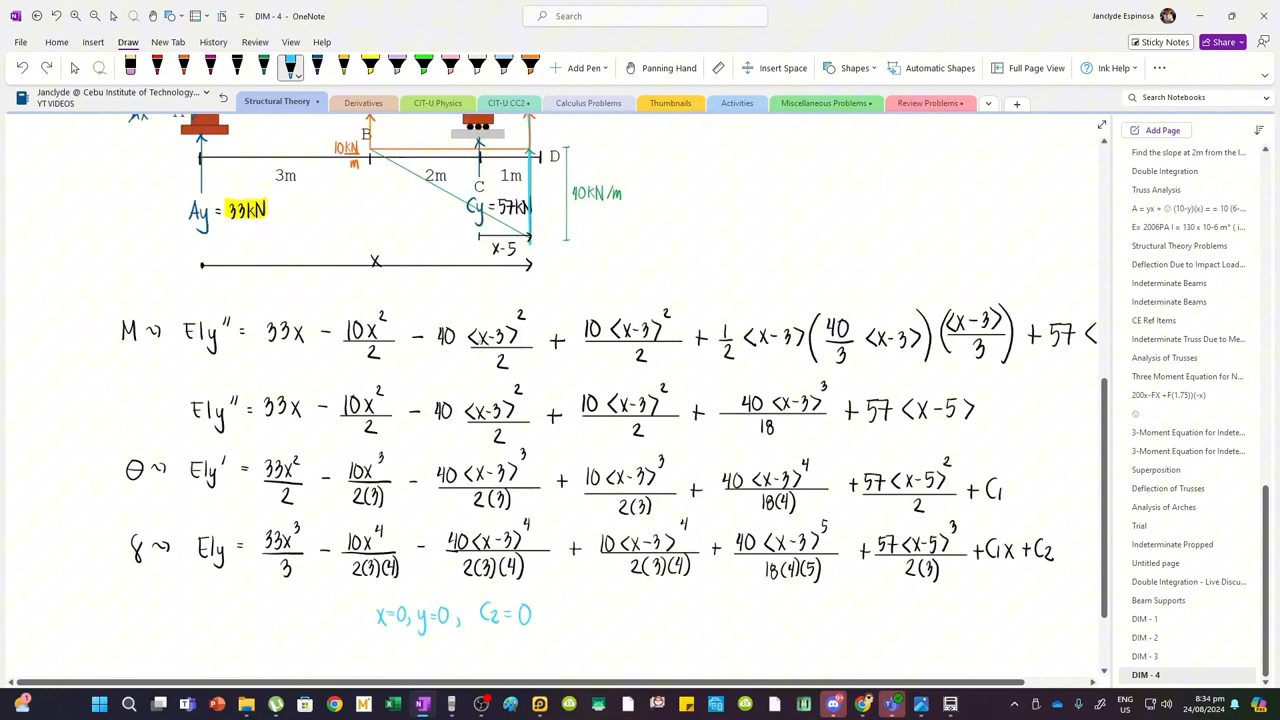 DIM - 4 - OneNote
Search
Janclyde Espinosa
File Home Insert Draw New Tab History Review View Help
Sticky Notes
Share
Add Pen
Panning Hand
Insert Space
Shapes
Automatic Shapes
Full Page View
Ink Help
Janclyde @ Cebu Institute of Technology...
YT VIDEOS
Structural Theory
Derivatives
CIT-U Physics
CIT-U CC2
Calculus Problems
Thumbnails
Activities
Miscellaneous Problems
Review Problems
Search Notebooks
Add Page
B
10KN/m
3m
2m
1m
C
D
40KN/m
Ay = 33KN
Cy = 57KN
x-5
x
M ~ EIy" = 33x - 10x²/2 - 40 <x-3>²/2 + 10<x-3>²/2 + 1/2 <x-3>(40/3 <x-3>)(<x-3>/3) + 57<
EIy" = 33x - 10x²/2 - 40 <x-3>²/2 + 10<x-3>²/2 + 40<x-3>³/18 + 57<x-5>
θ ~ EIy' = 33x²/2 - 10x³/2(3) - 40<x-3>³/2(3) + 10<x-3>³/2(3) + 40<x-3>⁴/18(4) + 57<x-5>²/2 + C₁
δ ~ EIy = 33x³/3 - 10x⁴/2(3)(4) - 40<x-3>⁴/2(3)(4) + 10<x-3>⁴/2(3)(4) + 40<x-3>⁵/18(4)(5) + 57<x-5>³/2(3) + C₁x + C₂
x=0, y=0, C₂=0
Find the slope at 2m from the l...
Double Integration
Truss Analysis
A = yx + ☺ (10-y)(x) = = 10 (6-...
E= 2006PA I = 130 x 10-6 m^ ( i...
Structural Theory Problems
Deflection Due to Impact Load...
Indeterminate Beams
Indeterminate Beams
CE Ref Items
Indeterminate Truss Due to Me...
Analysis of Trusses
Three Moment Equation for N...
200x-FX +F(1.75))(-x)
☺
3-Moment Equation for Indete...
3-Moment Equation for Indete...
Superposition
Deflection of Trusses
Analysis of Arches
Trial
Indeterminate Propped
Untitled page
Double Integration - Live Discu...
Beam Supports
DIM - 1
DIM - 2
DIM - 3
DIM - 4
ENG
US
8:34 pm
24/08/2024